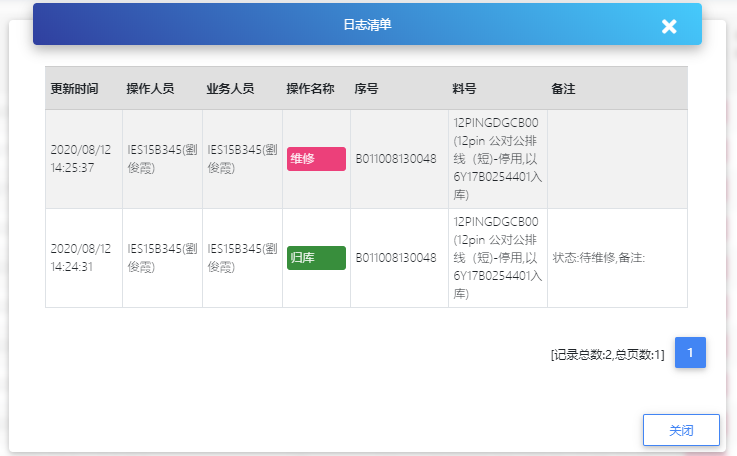 日志清单
更新时间 操作人员 业务人员 操作名称 序号 料号 备注
2020/08/12
14:25:37
IES15B345(劉
俊霞)
IES15B345(劉
俊霞)
维修
B011008130048
12PINGDGCB00
(12pin 公对公排
线（短)-停用,以
6Y17B0254401入
库)
2020/08/12
14:24:31
IES15B345(劉
俊霞)
IES15B345(劉
俊霞)
归库
B011008130048
12PINGDGCB00
(12pin 公对公排
线（短)-停用,以
6Y17B0254401入
库)
状态:待维修,备注:
[记录总数:2,总页数:1] 1
关闭